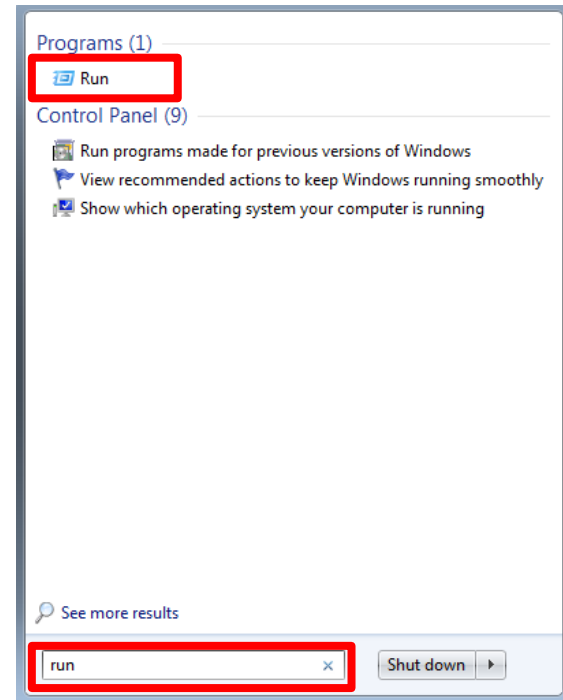 Programs (1)
Run
Control Panel (9)
Run programs made for previous versions of Windows
View recommended actions to keep Windows running smoothly
Show which operating system your computer is running
See more results
run
Shut down